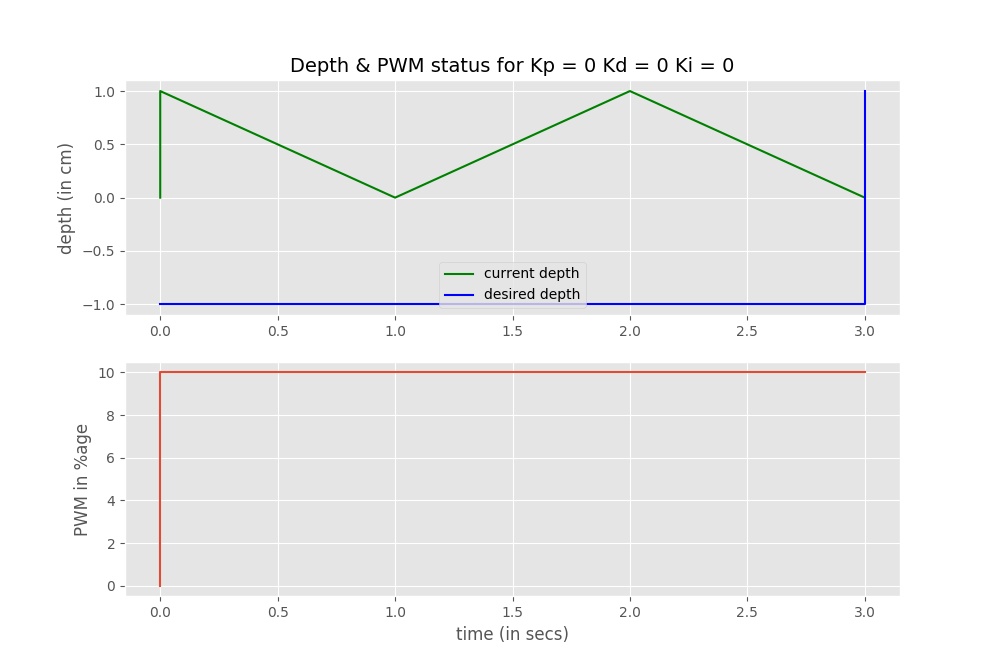 Depth & PWM status for Kp = 0 Kd = 0 Ki = 0
depth (in cm)
1.0
0.5
0.0
−0.5
−1.0
current depth
desired depth
0.0 0.5 1.0 1.5 2.0 2.5 3.0
PWM in %age
10
8
6
4
2
0
0.0 0.5 1.0 1.5 2.0 2.5 3.0
time (in secs)